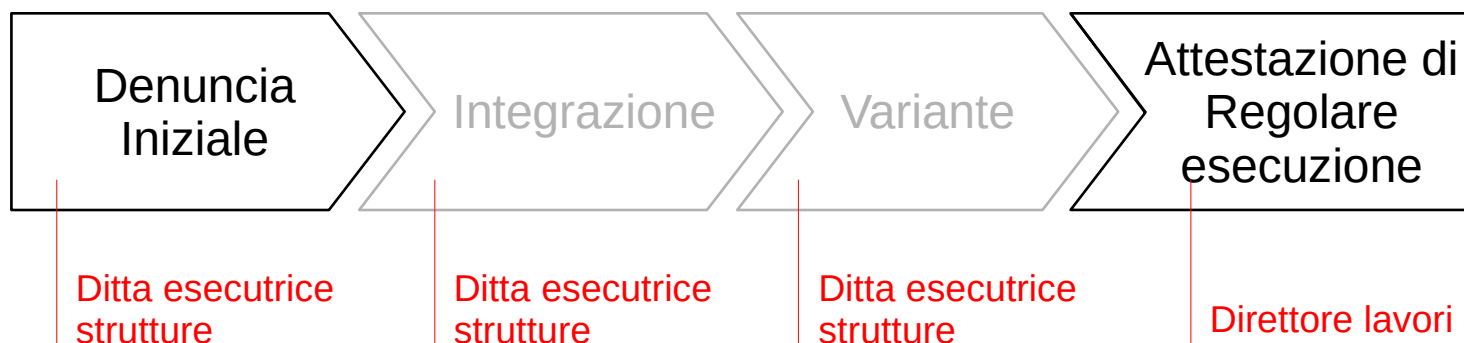 Denuncia
Iniziale
Integrazione
Variante
Attestazione di
Regolare
esecuzione
Ditta esecutrice
strutture
Ditta esecutrice
strutture
Ditta esecutrice
strutture
Direttore lavori